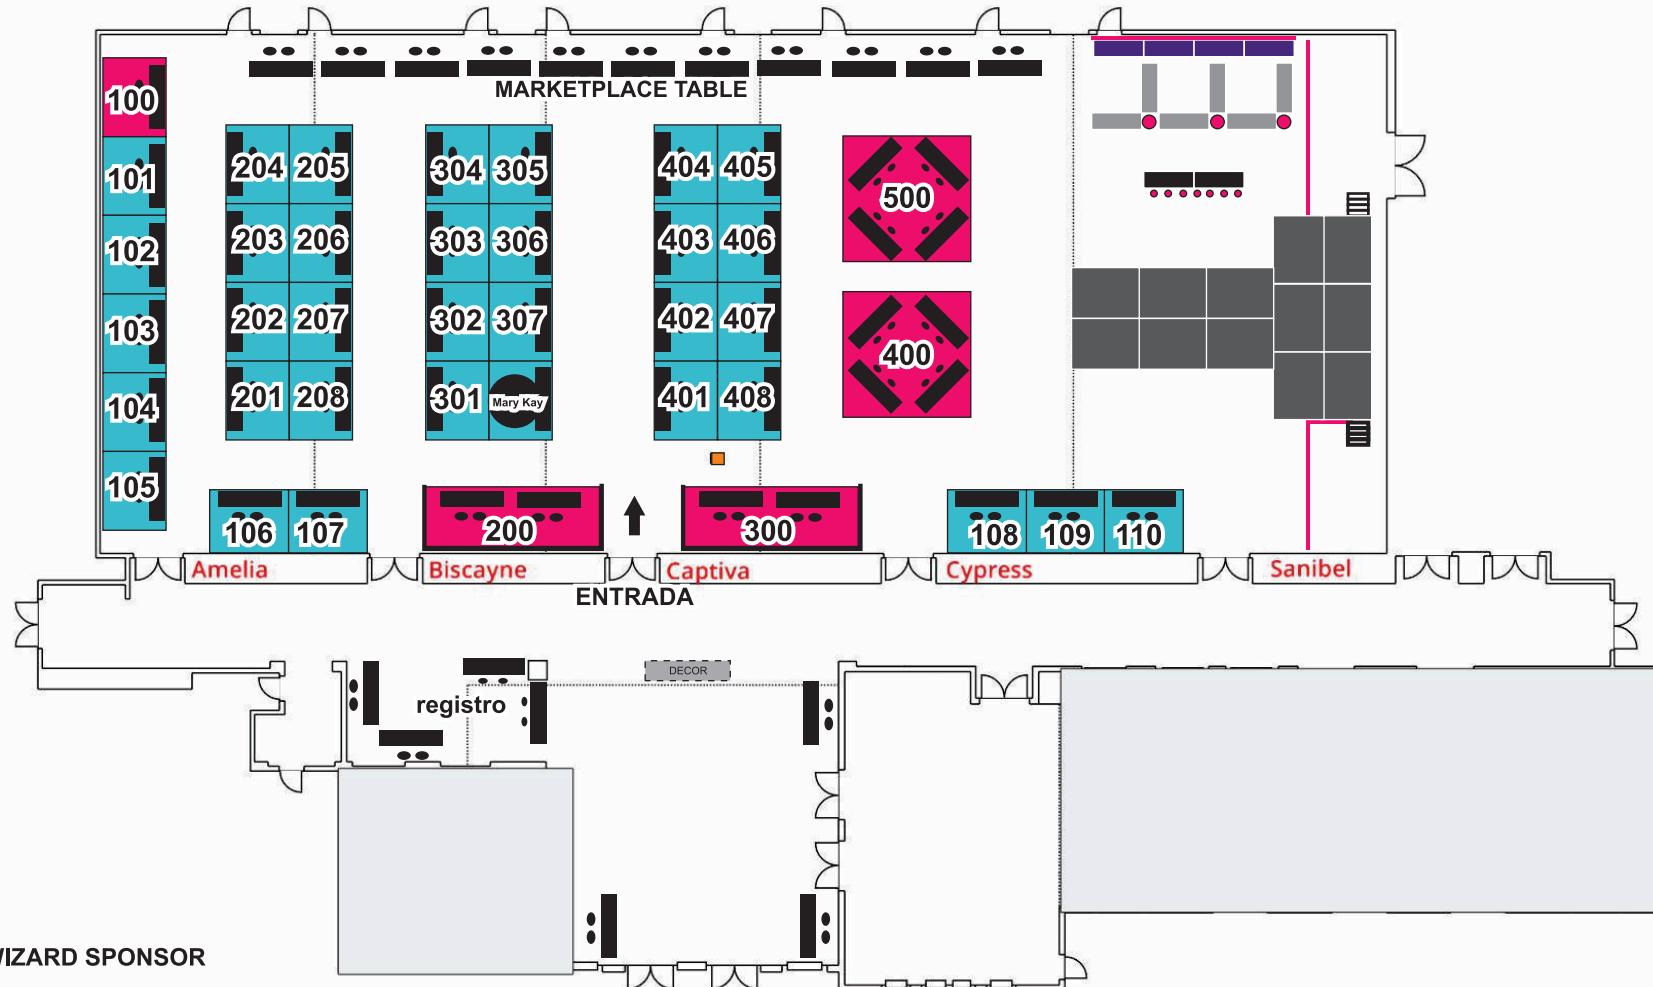 MARKETPLACE TABLE
100
101
102
103
104
105
204 205
203 206
202 207
201 208
304 305
303 306
302 307
301 Mary Kay
404 405
403 406
402 407
401 408
500
400
106 107
200
300
108 109 110
Amelia
Biscayne
Captiva
Cypress
Sanibel
ENTRADA
DECOR
registro
WIZARD SPONSOR